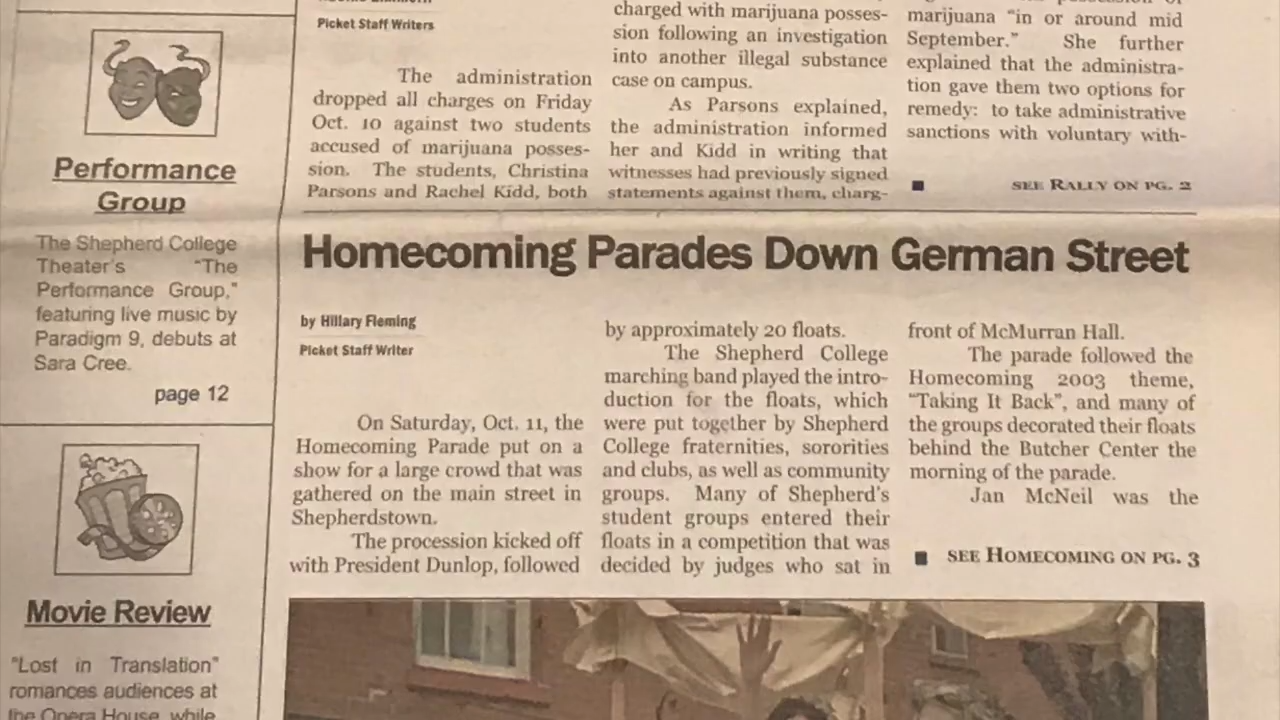 Performance
Group
The Shepherd College
Theater's "The
Performance Group,"
featuring live music by
Paradigm 9, debuts at
Sara Cree.
page 12
Movie Review
"Lost in Translation"
romances audiences at
the Opera House, while
Picket Staff Writers
The administration
dropped all charges on Friday
Oct. 10 against two students
accused of marijuana posses-
sion. The students, Christina
Parsons and Rachel Kidd, both
charged with marijuana posses-
sion following an investigation
into another illegal substance
case on campus.
As Parsons explained,
the administration informed
her and Kidd in writing that
witnesses had previously signed
statements against them, charg-
marijuana "in or around mid
September." She further
explained that the administra-
tion gave them two options for
remedy: to take administrative
sanctions with voluntary with-
SEE RALLY ON PG. 2
Homecoming Parades Down German Street
by Hillary Fleming
Picket Staff Writer
On Saturday, Oct. 11, the
Homecoming Parade put on a
show for a large crowd that was
gathered on the main street in
Shepherdstown.
The procession kicked off
with President Dunlop, followed
by approximately 20 floats.
The Shepherd College
marching band played the intro-
duction for the floats, which
were put together by Shepherd
College fraternities, sororities
and clubs, as well as community
groups. Many of Shepherd's
student groups entered their
floats in a competition that was
decided by judges who sat in
front of McMurran Hall.
The parade followed the
Homecoming 2003 theme,
"Taking It Back", and many of
the groups decorated their floats
behind the Butcher Center the
morning of the parade.
Jan McNeil was the
SEE HOMECOMING ON PG. 3